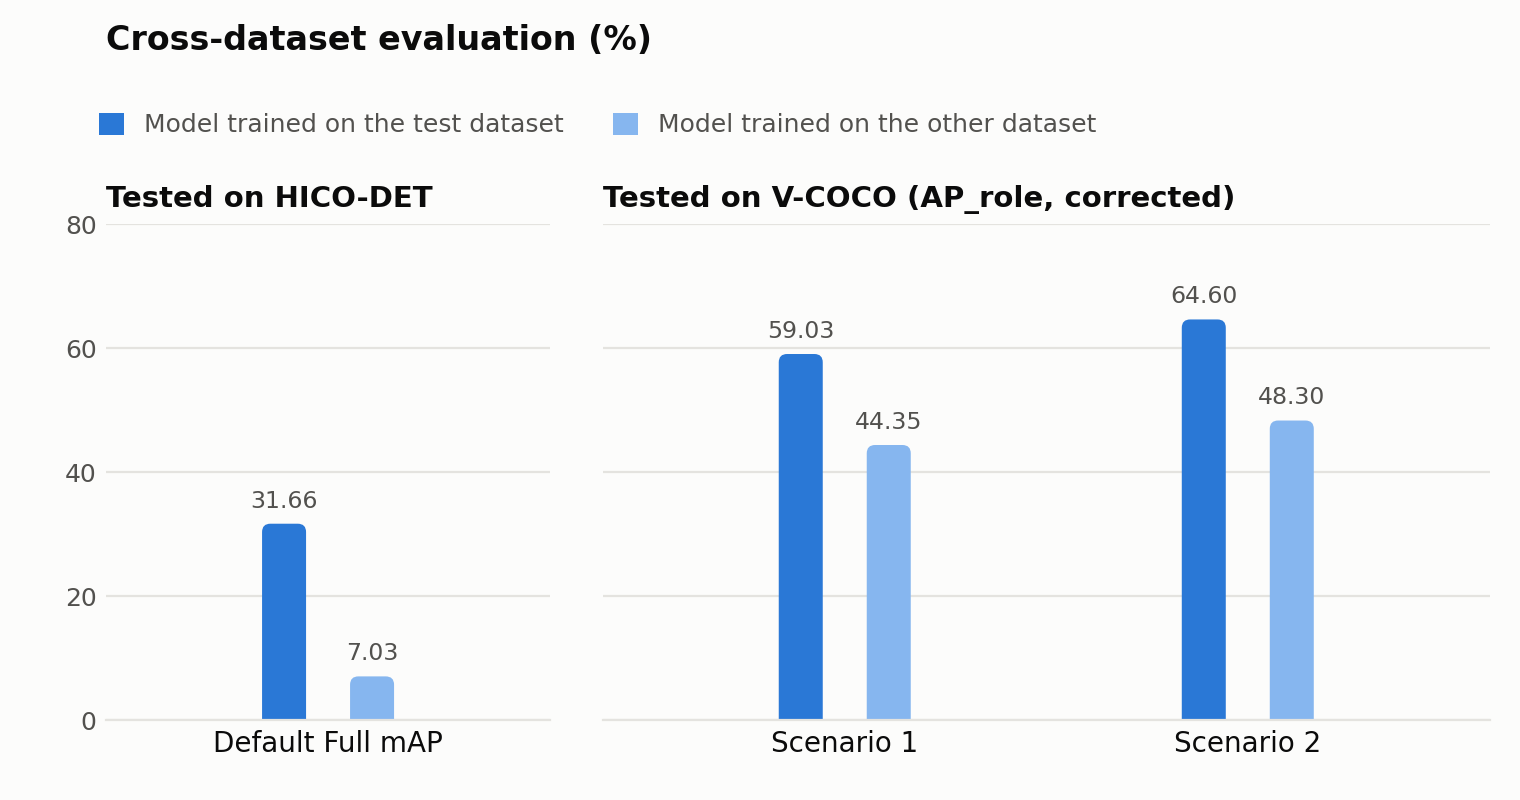 Cross-dataset evaluation (%)
Model trained on the test dataset Model trained on the other dataset
Tested on HICO-DET Tested on V-COCO (AP_role, corrected)
80
60
40
20
0
31.66
7.03
59.03
44.35
64.60
48.30
Default Full mAP Scenario 1 Scenario 2